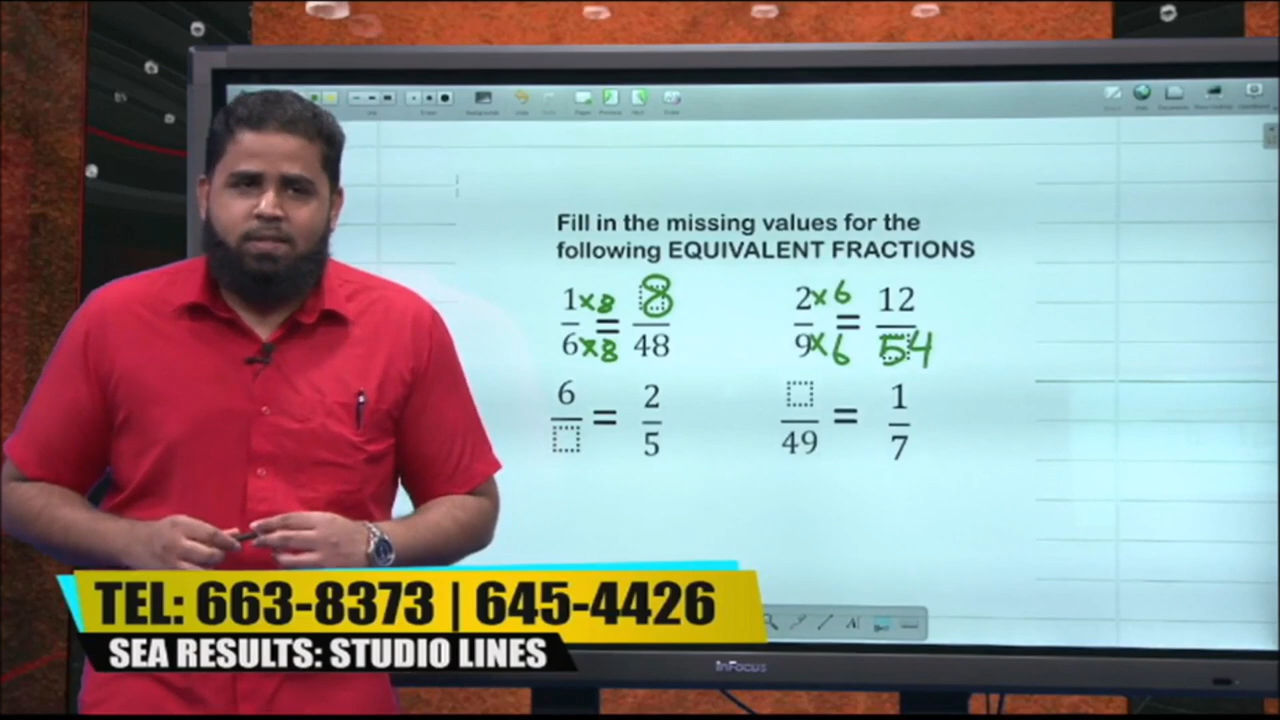 Fill in the missing values for the
following EQUIVALENT FRACTIONS
1 ×8 = 8
6 ×8 48
2 ×6 = 12
9 ×6 54
6 = 2
5
= 1
49 7
TEL: 663-8373 | 645-4426
SEA RESULTS: STUDIO LINES
InFocus